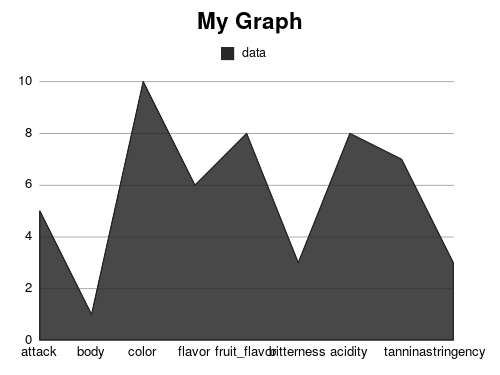 My Graph
data
10
8
6
4
2
0
attack body color flavor fruit_flavor bitterness acidity tannin astringency